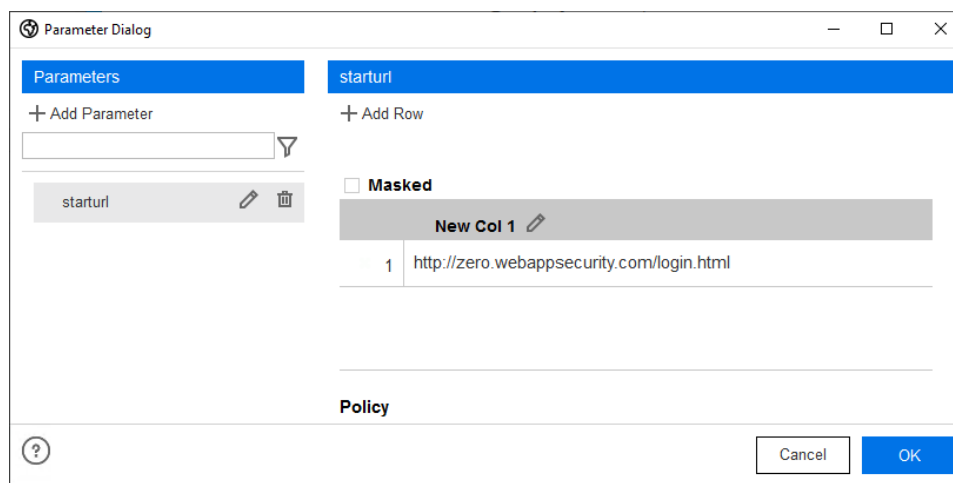 Parameter Dialog
Parameters
Add Parameter
starturl
starturl
Add Row
Masked
New Col 1
1
http://zero.webappsecurity.com/login.html
Policy
?
Cancel
OK